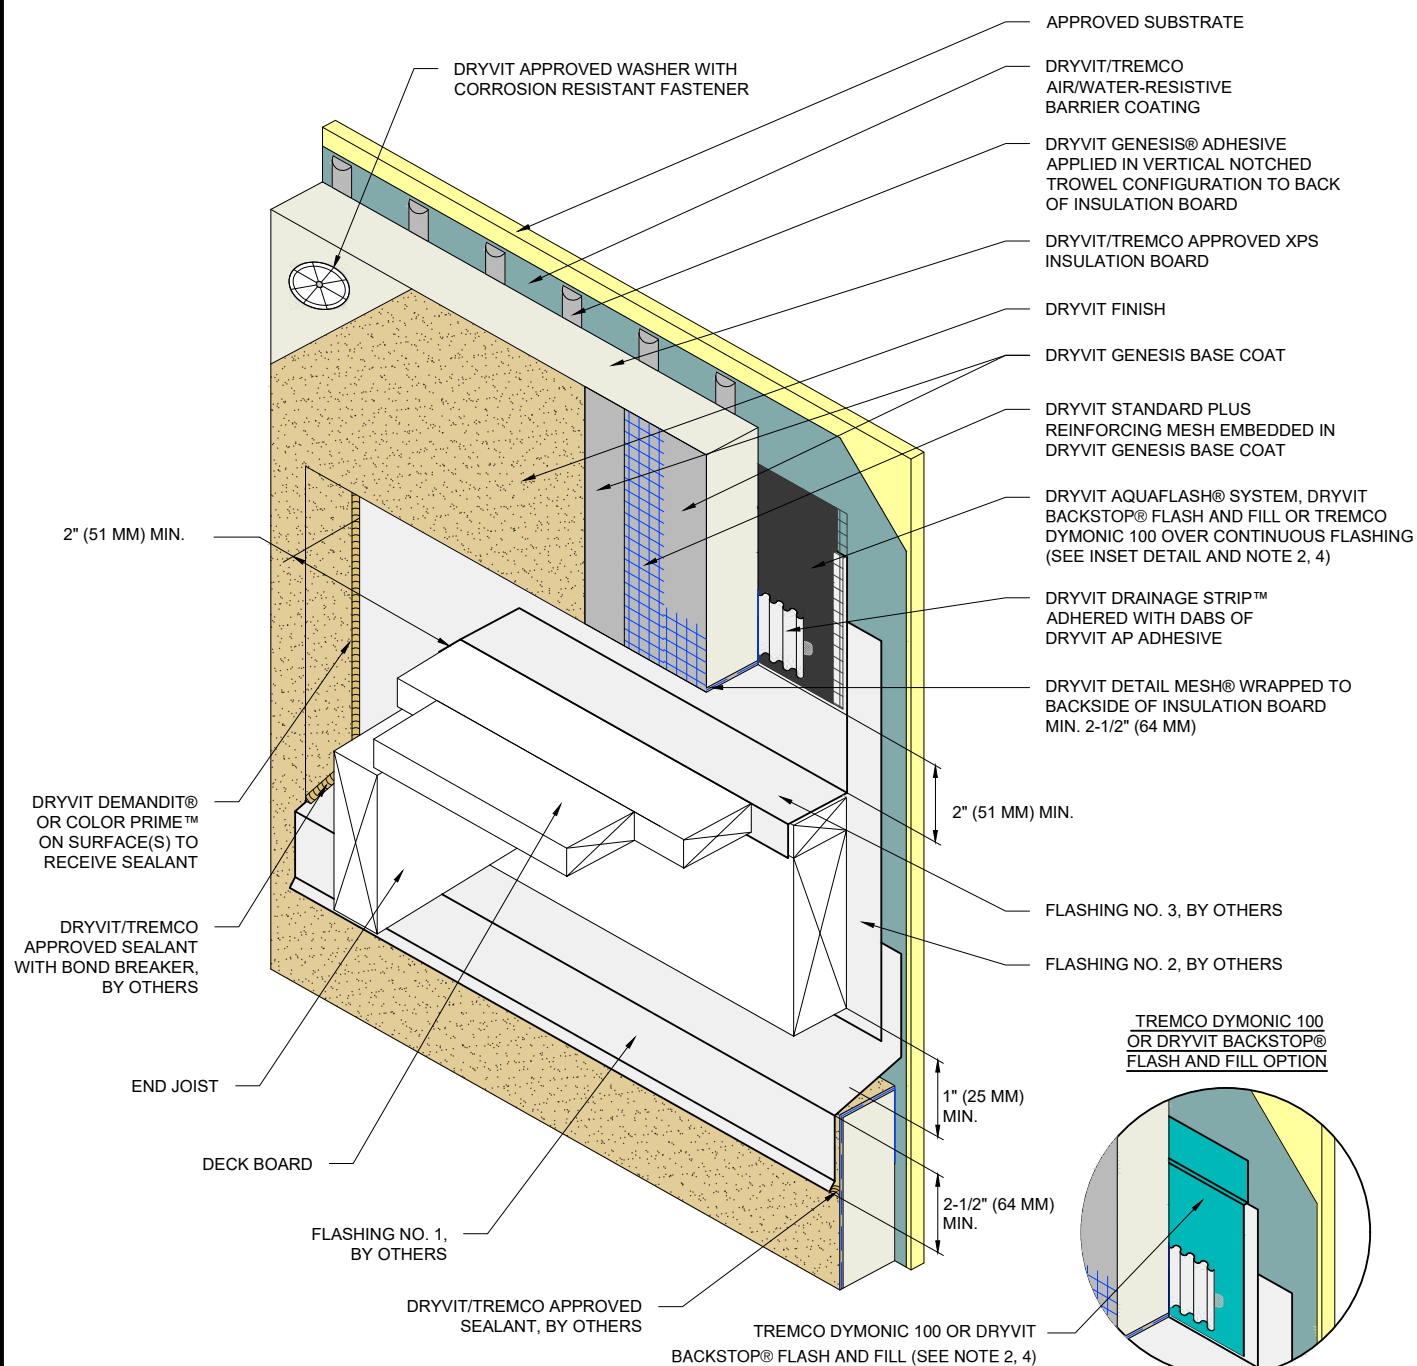 APPROVED SUBSTRATE
DRYVIT APPROVED WASHER WITH
CORROSION RESISTANT FASTENER
DRYVIT/TREMCO
AIR/WATER-RESISTIVE
BARRIER COATING
DRYVIT GENESIS® ADHESIVE
APPLIED IN VERTICAL NOTCHED
TROWEL CONFIGURATION TO BACK
OF INSULATION BOARD
DRYVIT/TREMCO APPROVED XPS
INSULATION BOARD
DRYVIT FINISH
DRYVIT GENESIS BASE COAT
DRYVIT STANDARD PLUS
REINFORCING MESH EMBEDDED IN
DRYVIT GENESIS BASE COAT
DRYVIT AQUAFLASH® SYSTEM, DRYVIT
BACKSTOP® FLASH AND FILL OR TREMCO
DYMONIC 100 OVER CONTINUOUS FLASHING
(SEE INSET DETAIL AND NOTE 2, 4)
2" (51 MM) MIN.
DRYVIT DRAINAGE STRIP™
ADHERED WITH DABS OF
DRYVIT AP ADHESIVE
DRYVIT DETAIL MESH® WRAPPED TO
BACKSIDE OF INSULATION BOARD
MIN. 2-1/2" (64 MM)
2" (51 MM) MIN.
DRYVIT DEMANDIT®
OR COLOR PRIME™
ON SURFACE(S) TO
RECEIVE SEALANT
FLASHING NO. 3, BY OTHERS
DRYVIT/TREMCO
APPROVED SEALANT
WITH BOND BREAKER,
BY OTHERS
FLASHING NO. 2, BY OTHERS
TREMCO DYMONIC 100
OR DRYVIT BACKSTOP®
FLASH AND FILL OPTION
END JOIST
1" (25 MM)
MIN.
DECK BOARD
2-1/2" (64 MM)
MIN.
FLASHING NO. 1,
BY OTHERS
DRYVIT/TREMCO APPROVED
SEALANT, BY OTHERS
TREMCO DYMONIC 100 OR DRYVIT
BACKSTOP® FLASH AND FILL (SEE NOTE 2, 4)